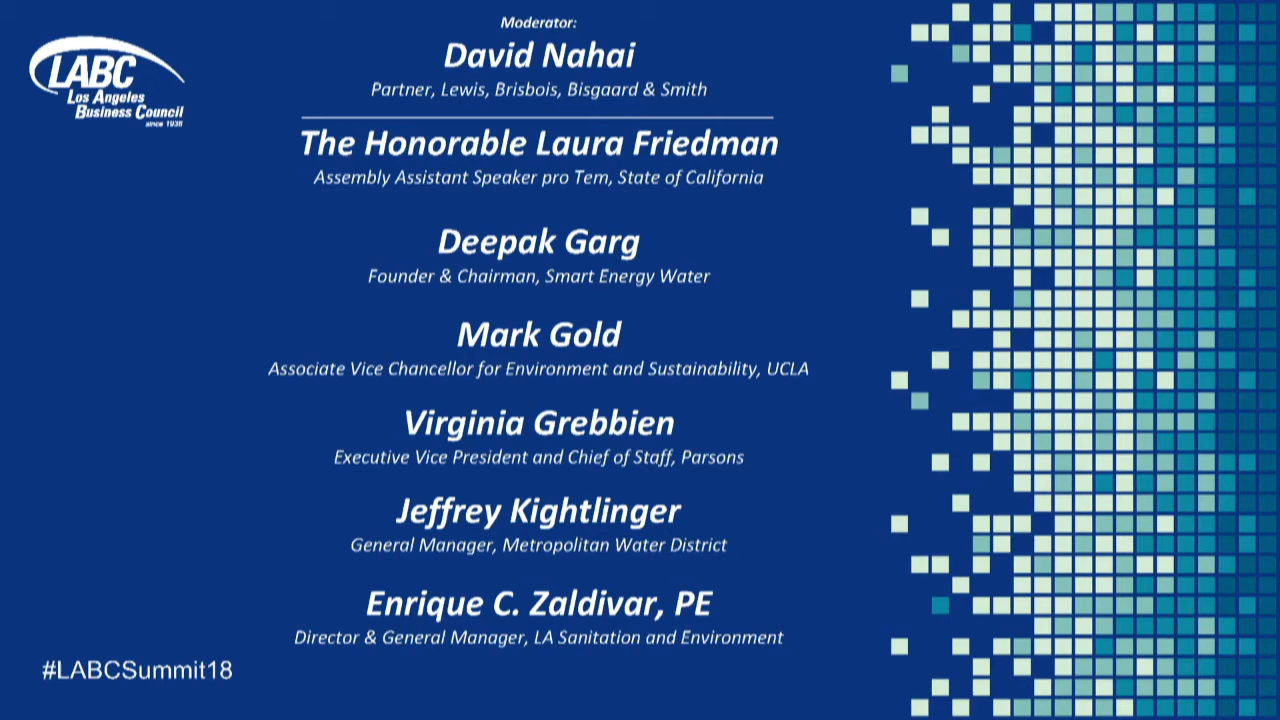 Moderator:
David Nahai
Partner, Lewis, Brisbois, Bisgaard & Smith
LABC
Los Angeles
Business Council
since 1936
The Honorable Laura Friedman
Assembly Assistant Speaker pro Tem, State of California
Deepak Garg
Founder & Chairman, Smart Energy Water
Mark Gold
Associate Vice Chancellor for Environment and Sustainability, UCLA
Virginia Grebbien
Executive Vice President and Chief of Staff, Parsons
Jeffrey Kightlinger
General Manager, Metropolitan Water District
Enrique C. Zaldivar, PE
Director & General Manager, LA Sanitation and Environment
#LABCSummit18